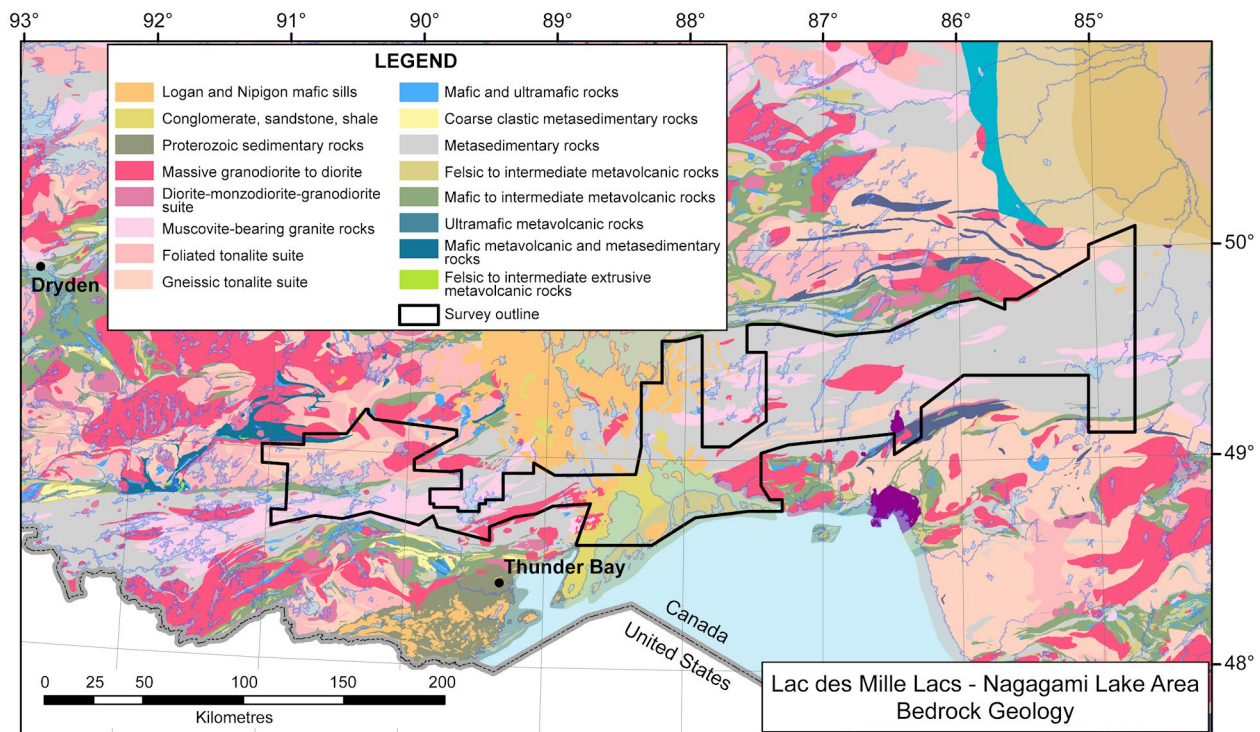 93°
92°
91°
90°
89°
88°
87°
86°
85°
LEGEND
Logan and Nipigon mafic sills
Conglomerate, sandstone, shale
Proterozoic sedimentary rocks
Massive granodiorite to diorite
Diorite-monzodiorite-granodiorite
suite
Muscovite-bearing granite rocks
Foliated tonalite suite
Gneissic tonalite suite
Mafic and ultramafic rocks
Coarse clastic metasedimentary rocks
Metasedimentary rocks
Felsic to intermediate metavolcanic rocks
Mafic to intermediate metavolcanic rocks
Ultramafic metavolcanic rocks
Mafic metavolcanic and metasedimentary
rocks
Felsic to intermediate extrusive
metavolcanic rocks
Survey outline
50°
Dryden
49°
Thunder Bay
Canada
United States
48°
0
25
50
100
150
200
Kilometres
Lac des Mille Lacs - Nagagami Lake Area
Bedrock Geology